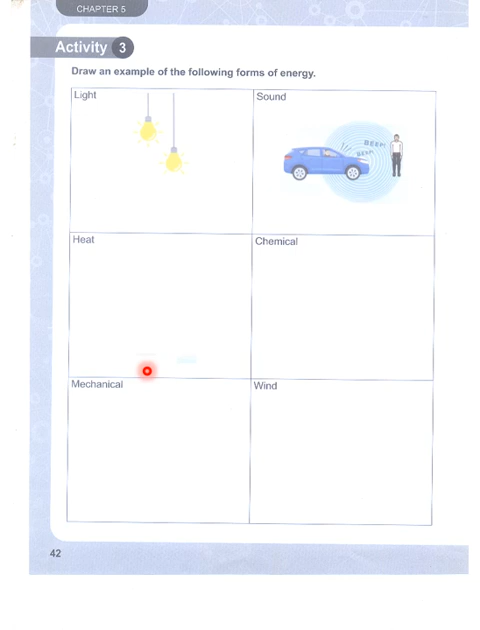 CHAPTER 5
Activity 3
Draw an example of the following forms of energy.
Light
Sound
BEEP!
BEEP!
Heat
Chemical
Mechanical
Wind
42